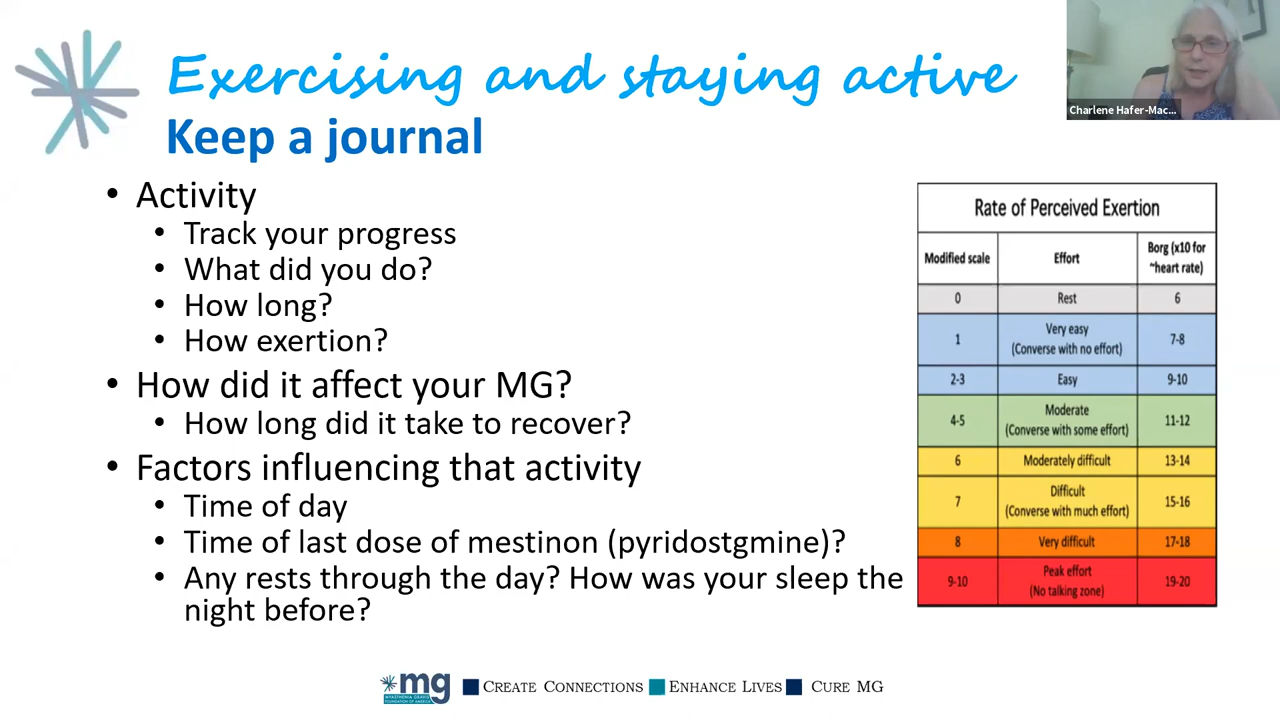 Exercising and staying active
Keep a journal
Charlene Hafer-Mac...
• Activity
• Track your progress
• What did you do?
• How long?
• How exertion?
• How did it affect your MG?
• How long did it take to recover?
• Factors influencing that activity
• Time of day
• Time of last dose of mestinon (pyridostgmine)?
• Any rests through the day? How was your sleep the
night before?
Rate of Perceived Exertion
Modified scale Effort Borg (x10 for
~heart rate)
0 Rest 6
1 Very easy
(Converse with no effort) 7-8
2-3 Easy 9-10
4-5 Moderate
(Converse with some effort) 11-12
6 Moderately difficult 13-14
7 Difficult
(Converse with much effort) 15-16
8 Very difficult 17-18
9-10 Peak effort
(No talking zone) 19-20
mg
MYASTHENIA GRAVIS
FOUNDATION OF AMERICA
CREATE CONNECTIONS ENHANCE LIVES CURE MG